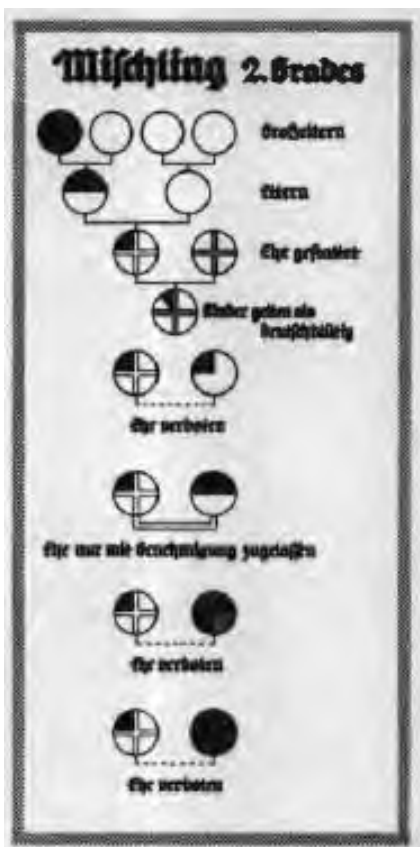 Mischling 2. Grades
Großeltern
Eltern
Ehe gestattet
Kinder gelten als
deutschblütig
Ehe verboten
Ehe nur mit Genehmigung zugelassen
Ehe verboten
Ehe verboten